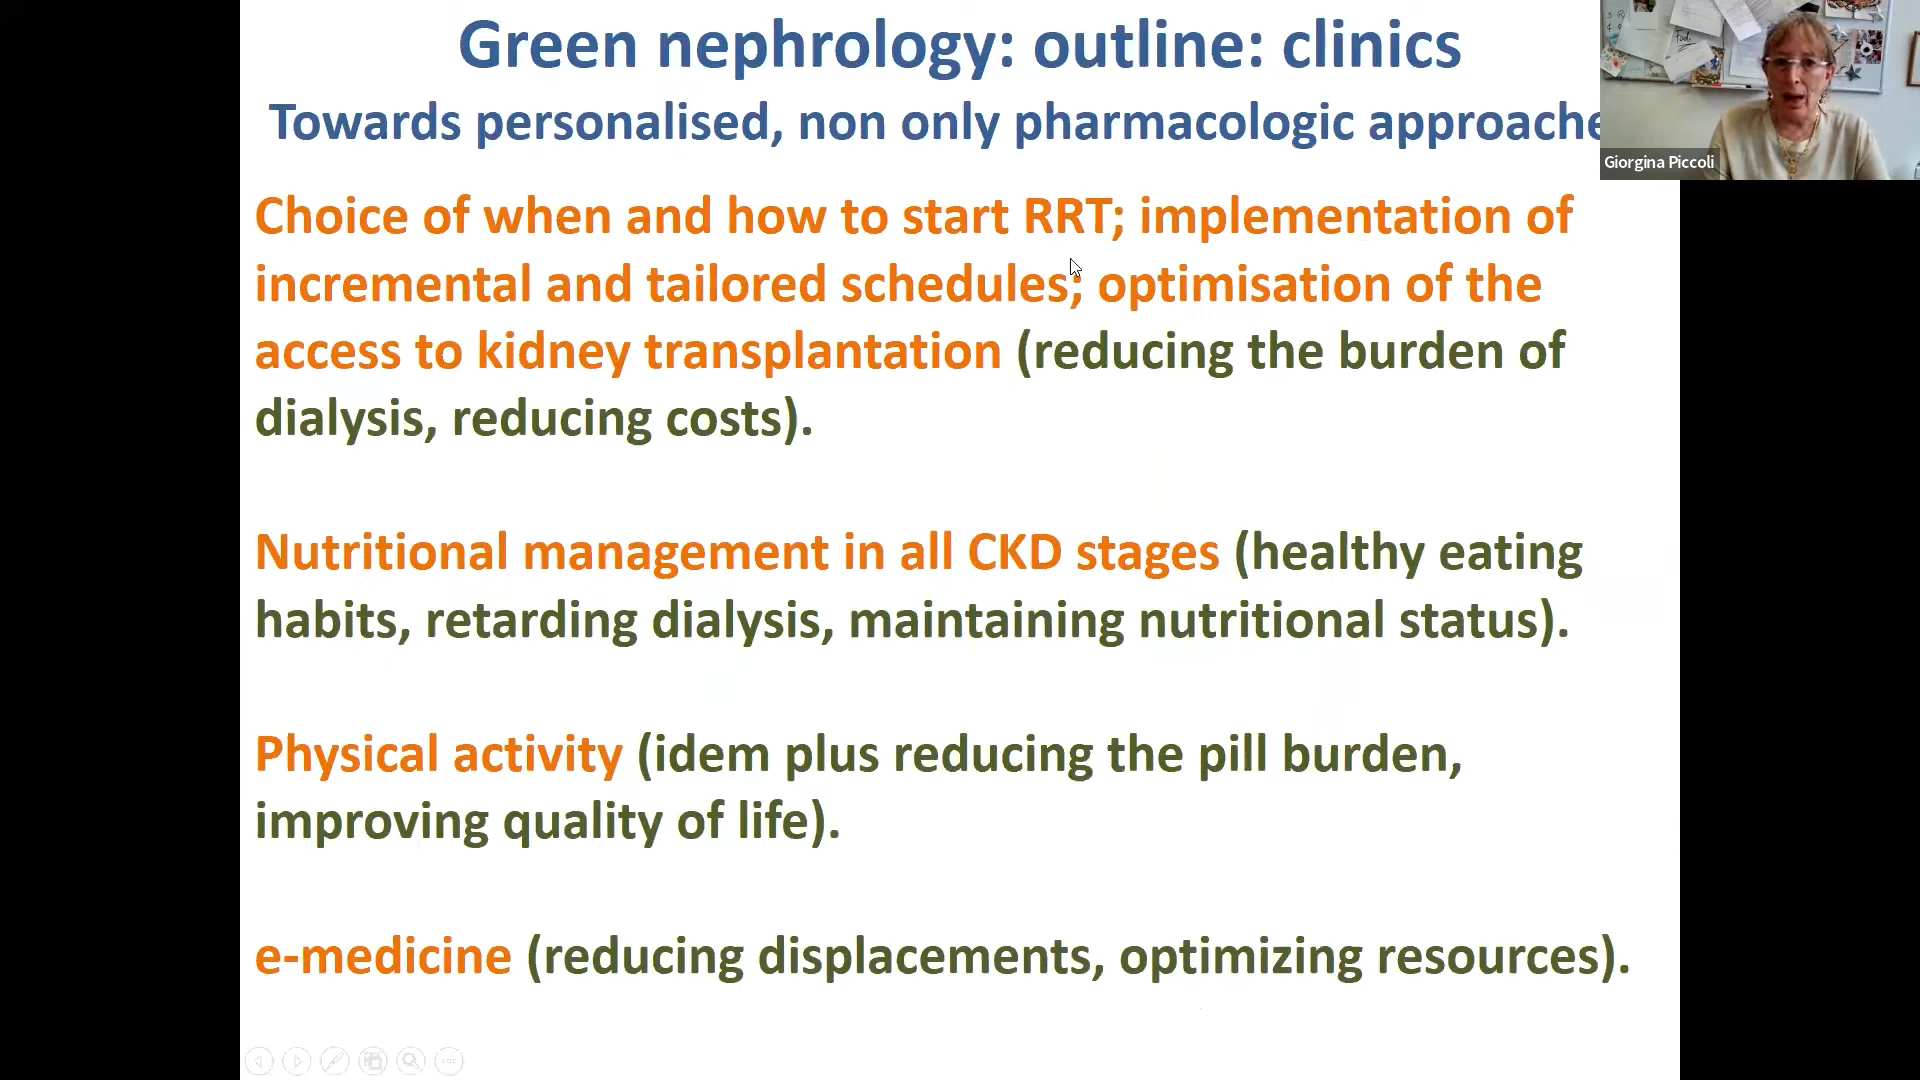 Green nephrology: outline: clinics
Towards personalised, non only pharmacologic approache
Giorgina Piccoli
Choice of when and how to start RRT; implementation of
incremental and tailored schedules; optimisation of the
access to kidney transplantation (reducing the burden of
dialysis, reducing costs).
Nutritional management in all CKD stages (healthy eating
habits, retarding dialysis, maintaining nutritional status).
Physical activity (idem plus reducing the pill burden,
improving quality of life).
e-medicine (reducing displacements, optimizing resources).